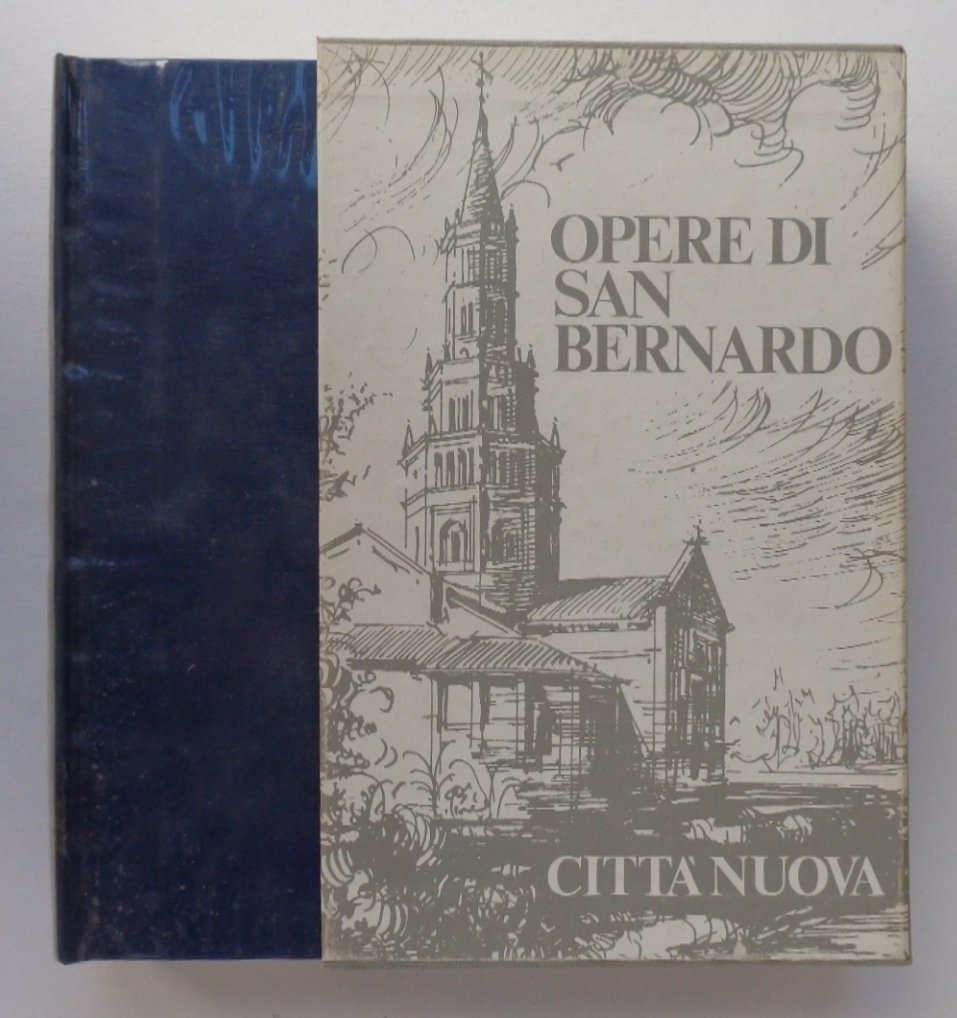 OPERE DI
SAN
BERNARDO
CITTÀ NUOVA